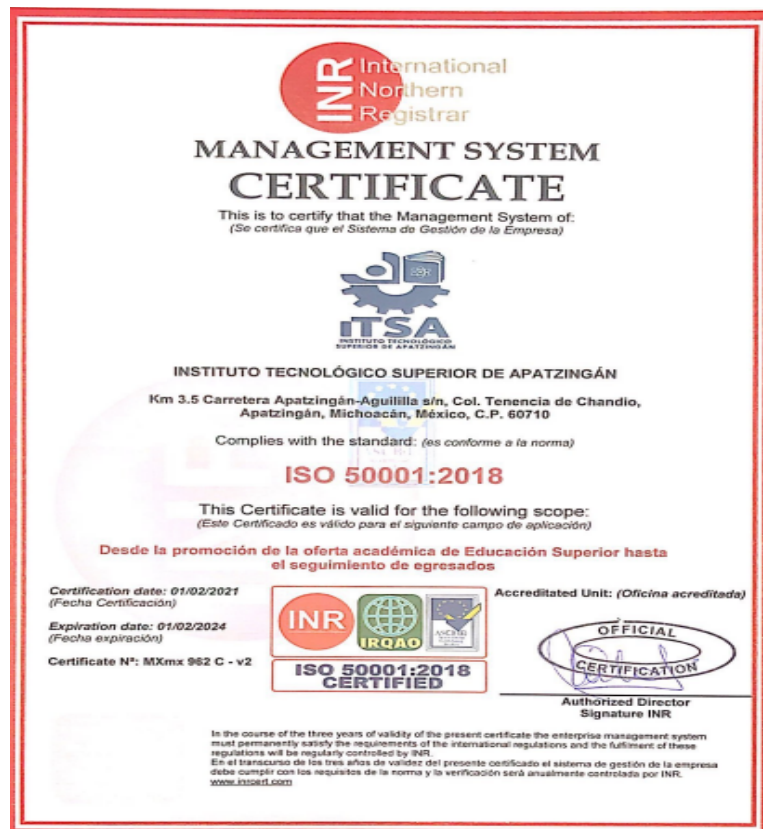 INR International
Northern
Registrar
MANAGEMENT SYSTEM
CERTIFICATE
This is to certify that the Management System of:
(Se certifica que el Sistema de Gestión de la Empresa)
ITSA
INSTITUTO TECNOLÓGICO
SUPERIOR DE APATZINGÁN
INSTITUTO TECNOLÓGICO SUPERIOR DE APATZINGÁN
Km 3.5 Carretera Apatzingán-Aguililla s/n, Col. Tenencia de Chandio,
Apatzingán, Michoacán, México, C.P. 60710
Complies with the standard: (es conforme a la norma)
ISO 50001:2018
This Certificate is valid for the following scope:
(Este Certificado es válido para el siguiente campo de aplicación)
Desde la promoción de la oferta académica de Educación Superior hasta
el seguimiento de egresados
Certification date: 01/02/2021
(Fecha Certificación)
Expiration date: 01/02/2024
(Fecha expiración)
Certificate Nº: MXmx 962 C - v2
INR
IRQAO
ISO 50001:2018
CERTIFIED
Accreditated Unit: (Oficina acreditada)
OFFICIAL
CERTIFICATION
Authorized Director
Signature INR
In the course of the three years of validity of the present certificate the enterprise management system
must permanently satisfy the requirements of the international regulations and the fulfilment of these
regulations will be regularly controlled by INR.
En el transcurso de los tres años de validez del presente certificado el sistema de gestión de la empresa
debe cumplir con los requisitos de la norma y la verificación será anualmente controlada por INR.
www.inrcert.com